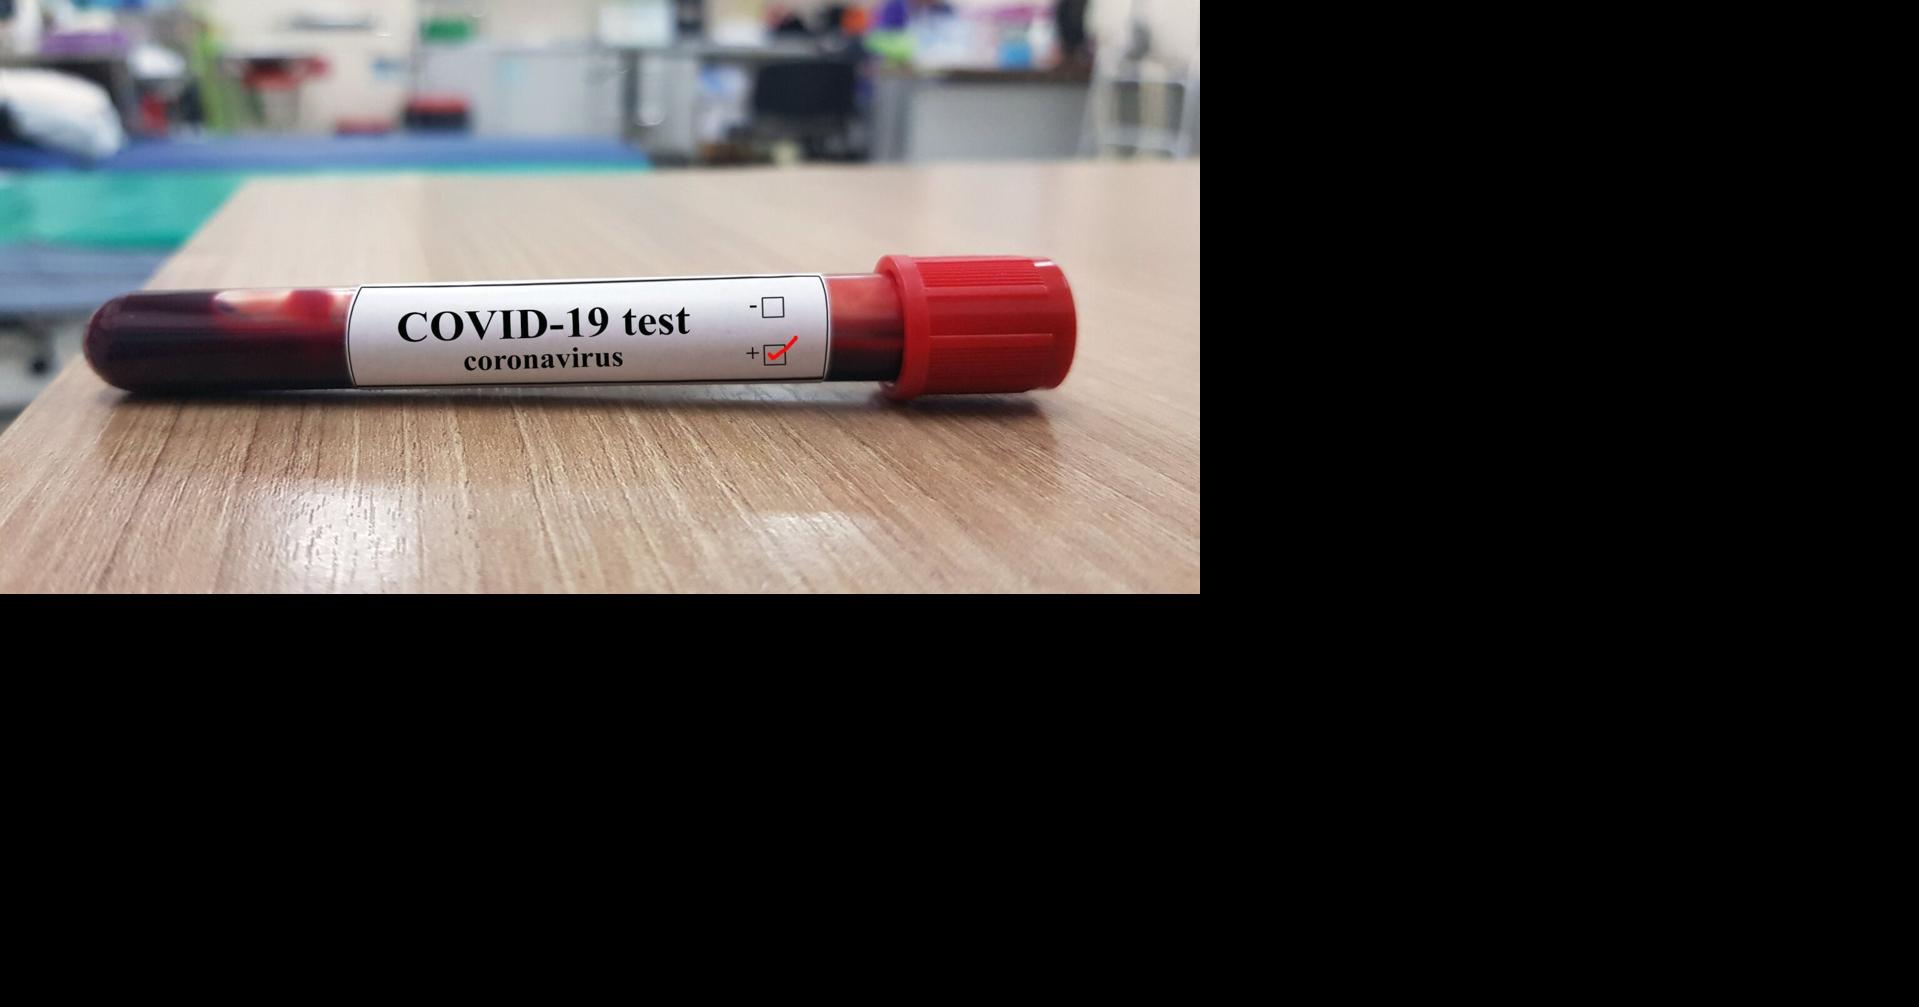 COVID-19 test
coronavirus
- ☐
+ ☑